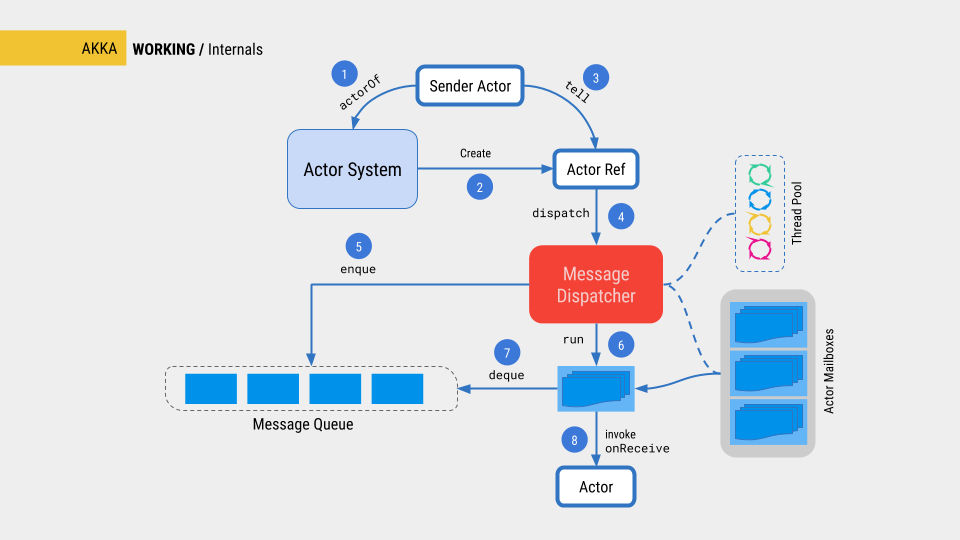 AKKA WORKING / Internals
1
actorOf
Sender Actor
3
tell
Actor System
Create
2
Actor Ref
dispatch
4
Thread Pool
5
enque
Message
Dispatcher
run
6
7
deque
Actor Mailboxes
Message Queue
8
invoke
onReceive
Actor